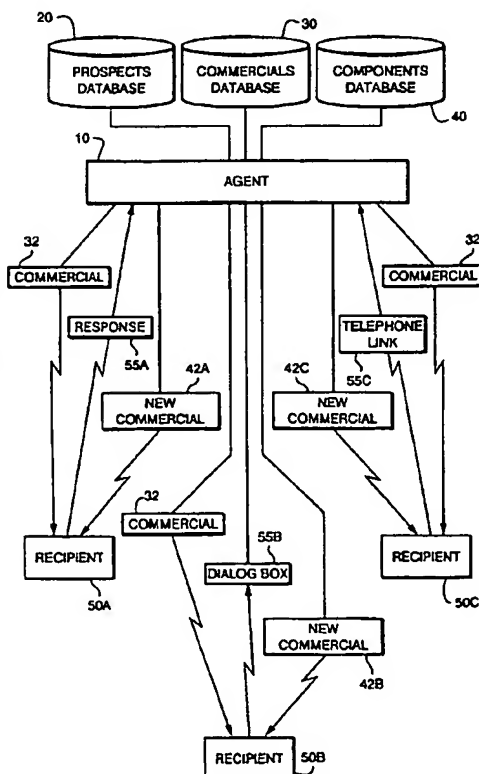 20
30
PROSPECTS
DATABASE
COMMERCIALS
DATABASE
COMPONENTS
DATABASE
40
10
AGENT
32
COMMERCIAL
32
COMMERCIAL
RESPONSE
55A
TELEPHONE
LINK
55C
42A
NEW
COMMERCIAL
42C
NEW
COMMERCIAL
32
COMMERCIAL
55B
DIALOG BOX
RECIPIENT
50A
RECIPIENT
50C
NEW
COMMERCIAL
42B
RECIPIENT
50B